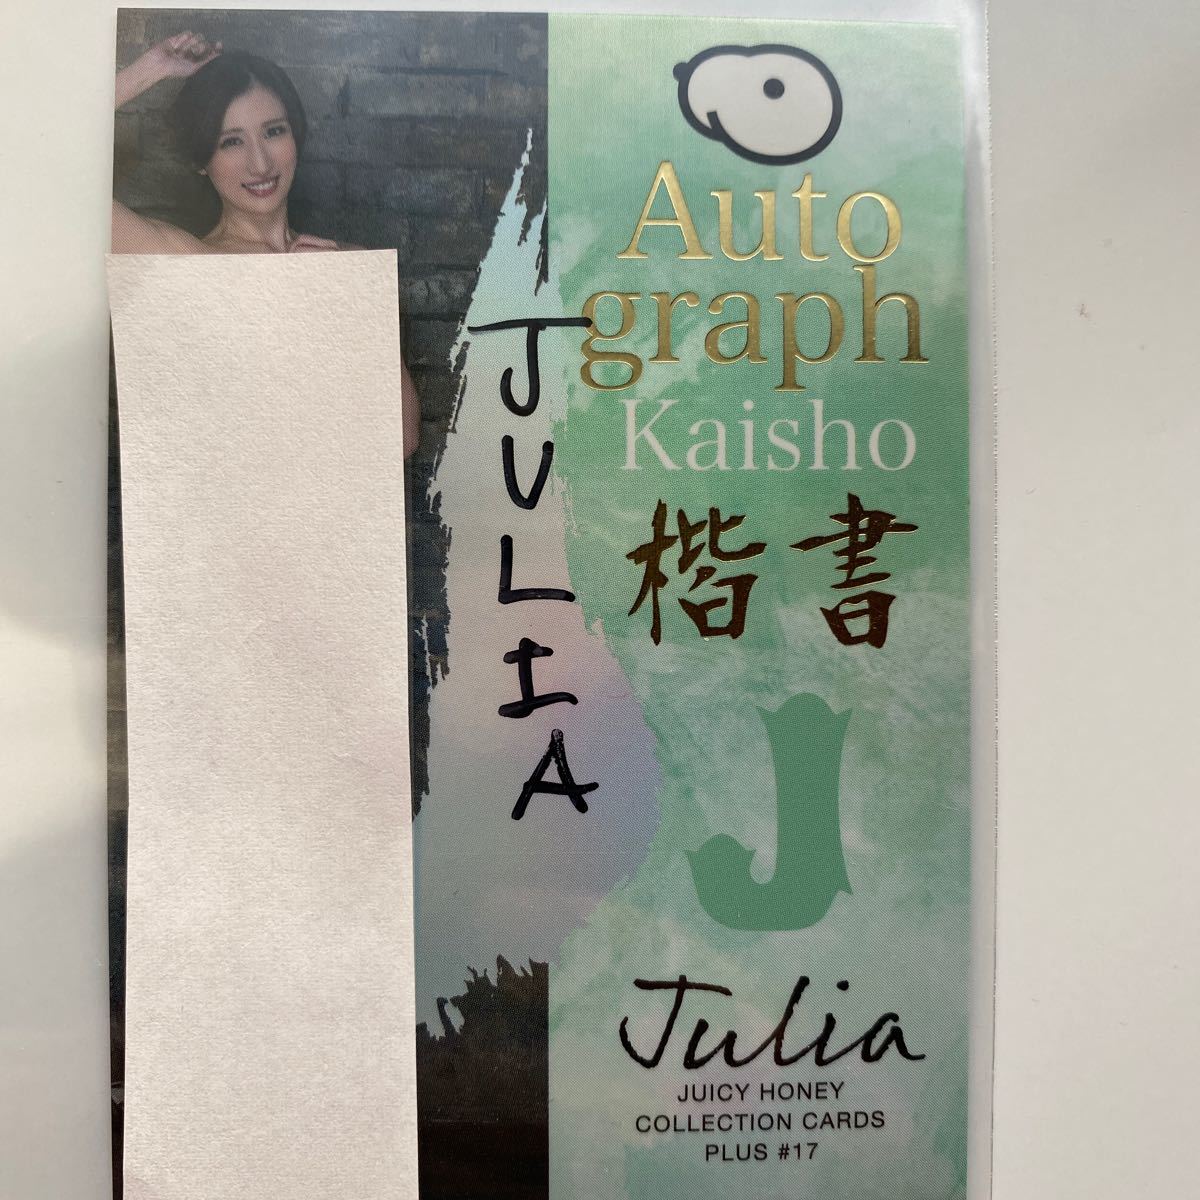 Auto
graph
Kaisho
楷書
JULIA
J
Julia
JUICY HONEY
COLLECTION CARDS
PLUS #17